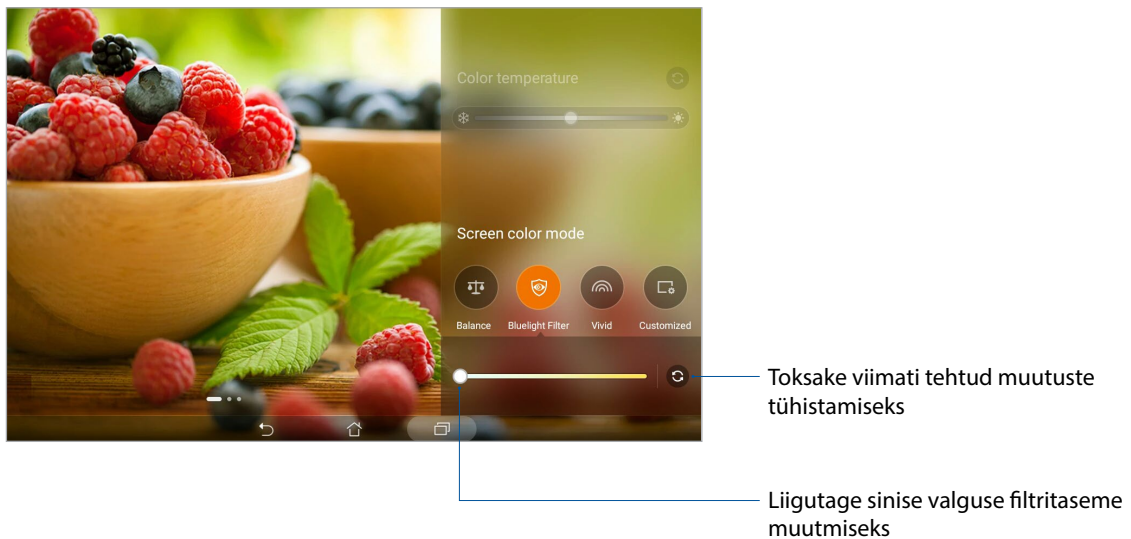 Color temperature
Screen color mode
Balance Bluelight Filter Vivid Customized
Toksake viimati tehtud muutuste
tühistamiseks
Liigutage sinise valguse filtritaseme
muutmiseks